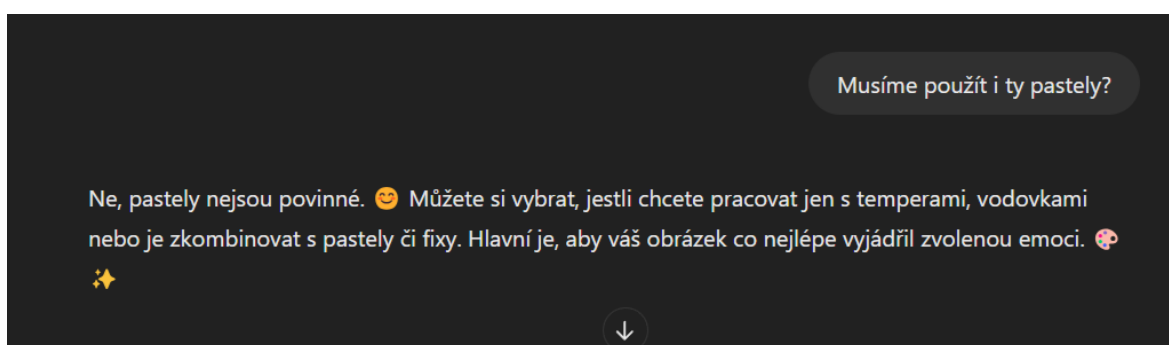 Musíme použít i ty pastely?
Ne, pastely nejsou povinné. 😊 Můžete si vybrat, jestli chcete pracovat jen s temperami, vodovkami
nebo je zkombinovat s pastely či fixy. Hlavní je, aby váš obrázek co nejlépe vyjádřil zvolenou emoci. 🎨
✨